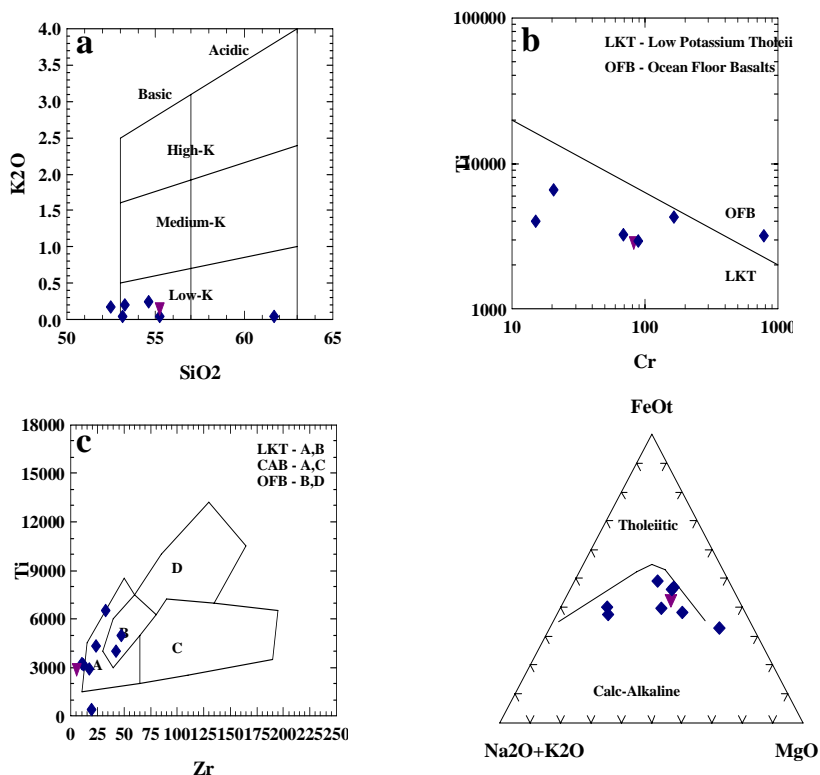 a
4.0
3.5
3.0
2.5
2.0
1.5
1.0
0.5
0.0
K2O
Acidic
Basic
High-K
Medium-K
Low-K
50
55
60
65
SiO2
b
100000
10000
1000
Ti
LKT - Low Potassium Tholeii
OFB - Ocean Floor Basalts
OFB
LKT
10
100
1000
Cr
c
18000
15000
12000
9000
6000
3000
0
Ti
LKT - A,B
CAB - A,C
OFB - B,D
D
B
C
A
0
25
50
75
100
125
150
175
200
225
250
Zr
FeOt
Tholeiitic
Calc-Alkaline
Na2O+K2O
MgO